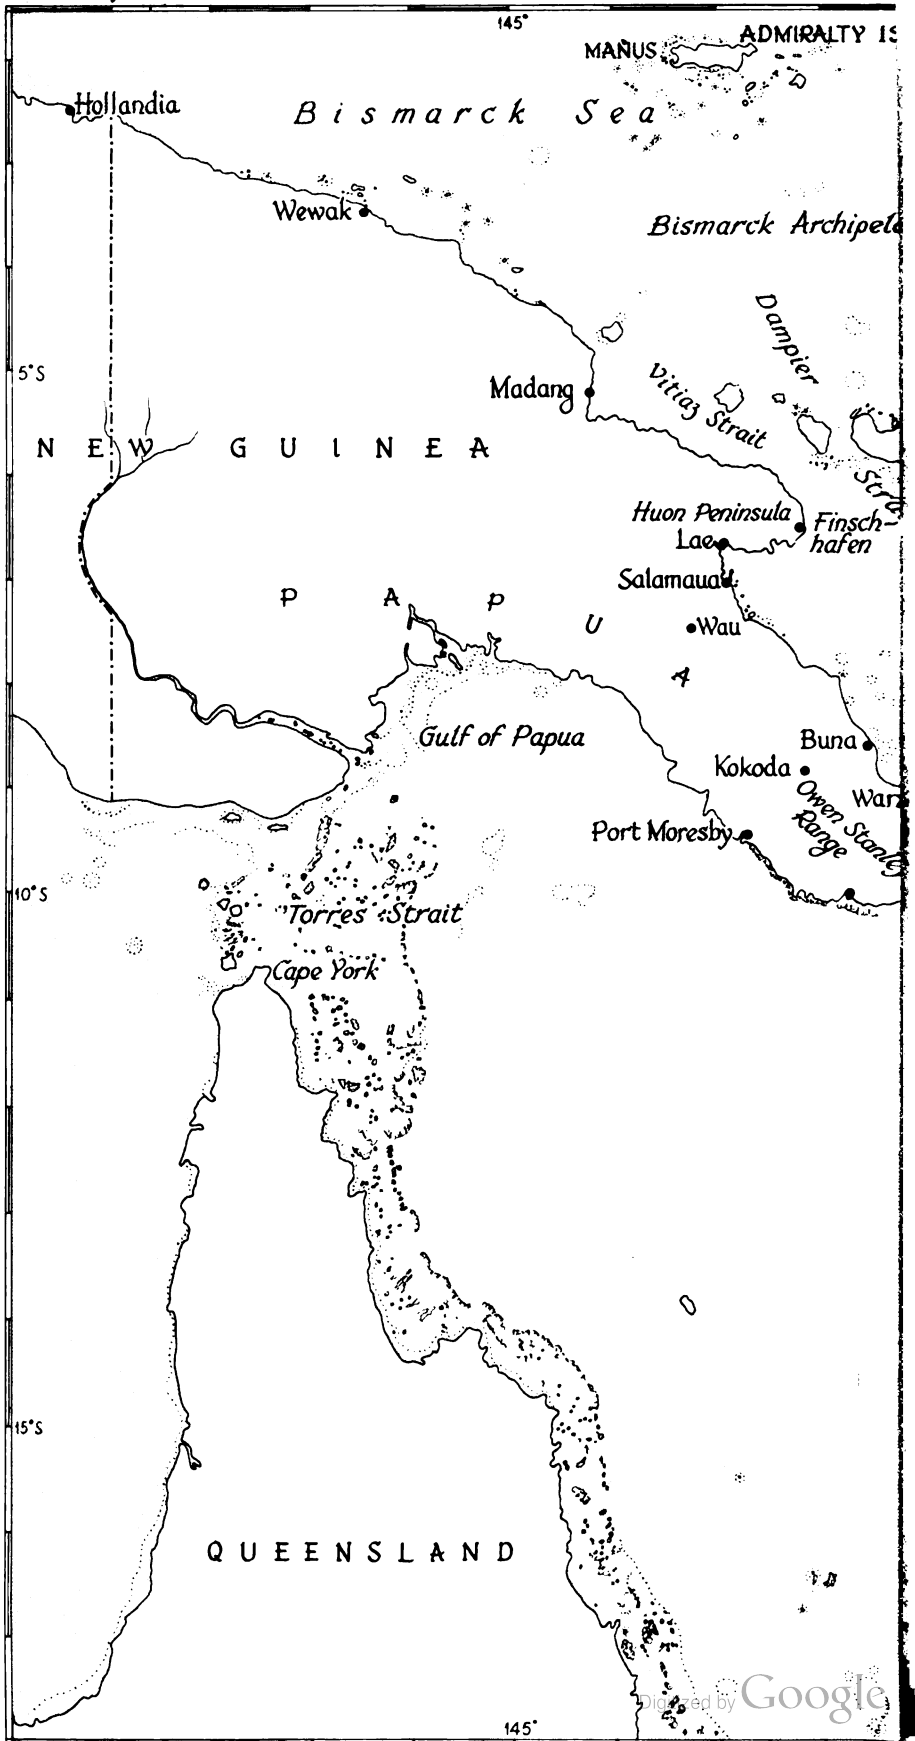 145°
ADMIRALTY IS
MANUS
Hollandia
Bismarck Sea
Wewak
Bismarck Archipela
Dampier
5°S
Madang
Vitiaz Strait
NEW GUINEA
Stra
Huon Peninsula
Finsch-
hafen
Lae
Salamaua
PAPUA
Wau
Gulf of Papua
Buna
Kokoda
Wan
Owen Stanley
Range
Port Moresby
10°S
Torres Strait
Cape York
15°S
QUEENSLAND
145°
Digitized by Google